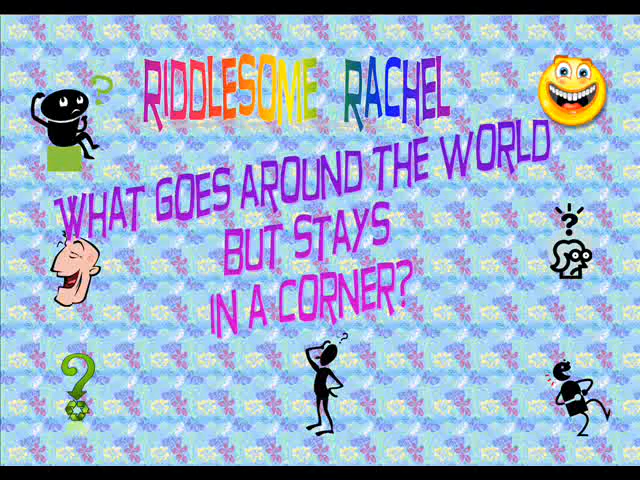 RIDDLESOME RACHEL
WHAT GOES AROUND THE WORLD
BUT STAYS
IN A CORNER?